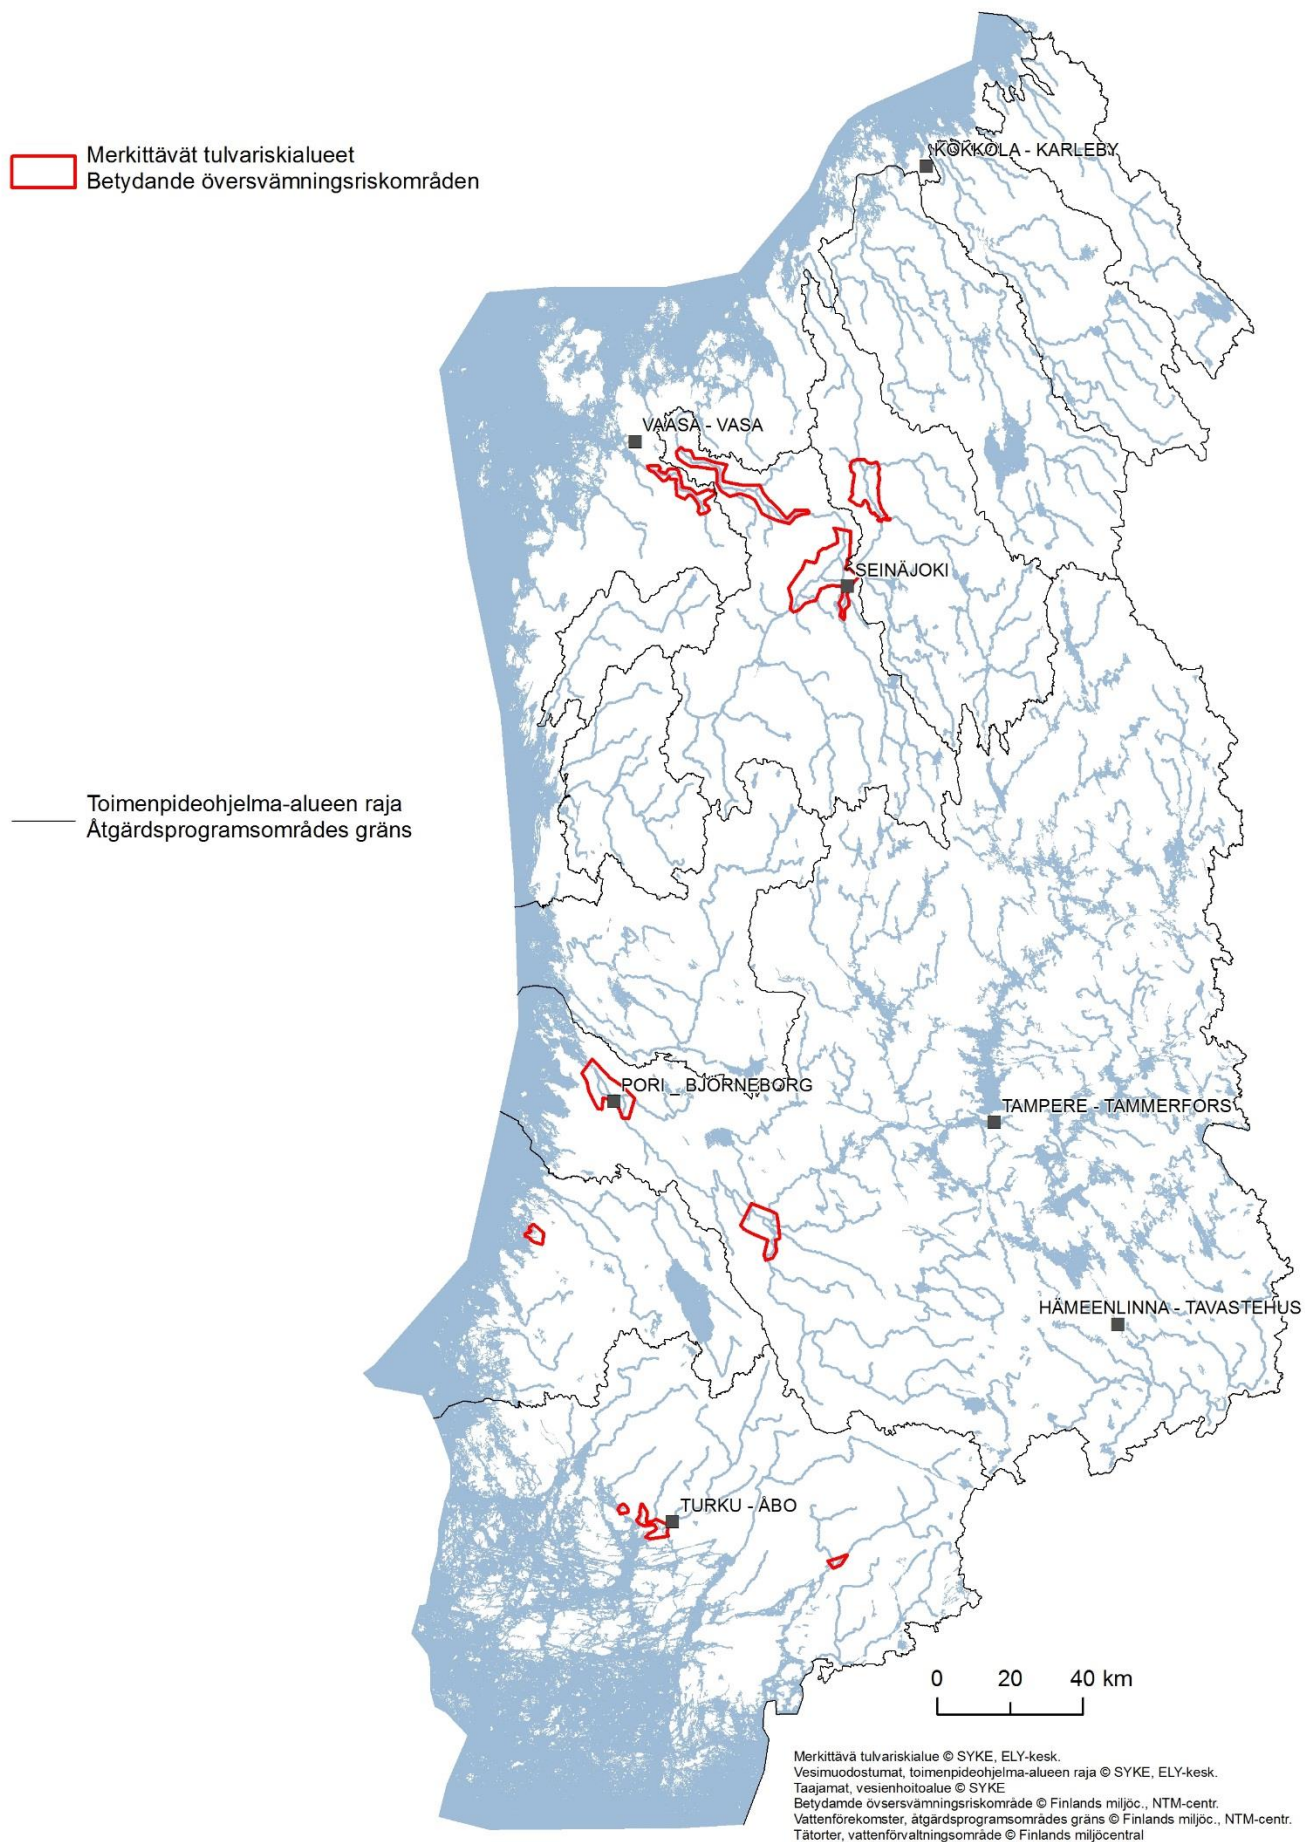 KOKKOLA - KARLEBY
Merkittävät tulvariskialueet
Betydande översvämningsriskområden
VAASA - VASA
SEINÄJOKI
Toimenpideohjelma-alueen raja
Åtgärdsprogramsområdes gräns
PORI _ BJÖRNEBORG
TAMPERE - TAMMERFORS
HÄMEENLINNA - TAVASTEHUS
TURKU - ÅBO
0 20 40 km
Merkittävä tulvariskialue © SYKE, ELY-kesk.
Vesimuodostumat, toimenpideohjelma-alueen raja © SYKE, ELY-kesk.
Taajamat, vesienhoitoalue © SYKE
Betydamde övsersvämningsriskområde © Finlands miljöc., NTM-centr.
Vattenförekomster, åtgärdsprogramsområdes gräns © Finlands miljöc., NTM-centr.
Tätorter, vattenförvaltningsområde © Finlands miljöcentral